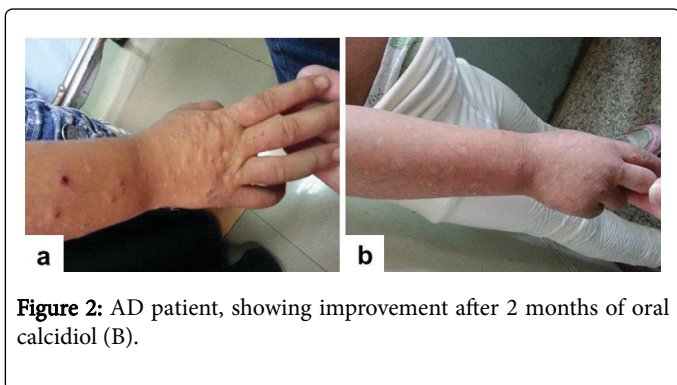 a
b
Figure 2: AD patient, showing improvement after 2 months of oral
calcidiol (B).